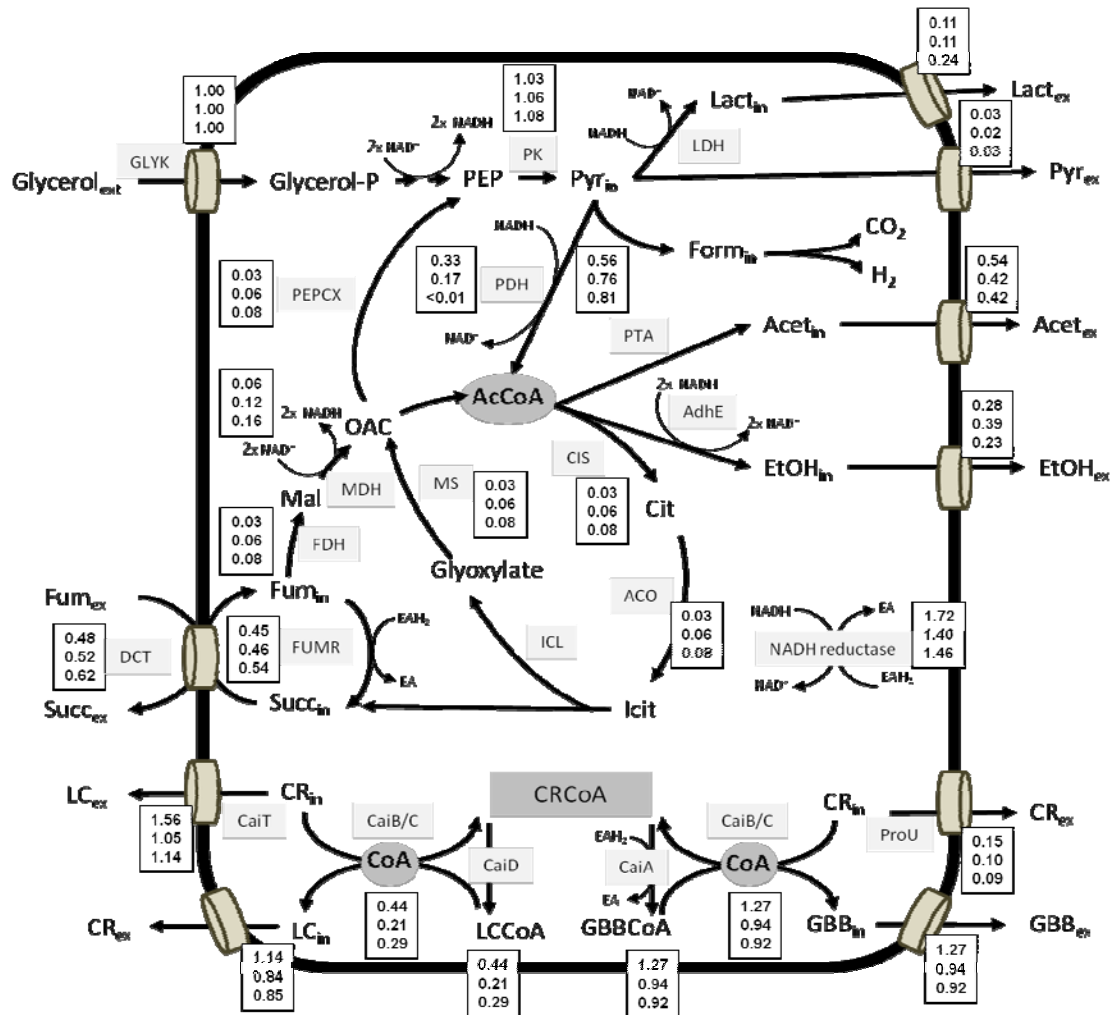 0.11
0.11
0.24
Lact_ex
1.00
1.00
1.00
1.03
1.06
1.08
NAD⁻
Lact_in
2x NADH
2x NAD⁻
NADH
LDH
0.03
0.02
0.03
GLYK
PK
Glycerol_ext
Glycerol-P
PEP
Pyr_in
Pyr_ex
NADH
Form_in
CO₂
H₂
0.03
0.06
0.08
PEPCX
0.33
0.17
<0.01
PDH
0.56
0.76
0.81
0.54
0.42
0.42
NAD⁻
PTA
Acet_in
Acet_ex
0.06
0.12
0.16
2x NADH
2x NAD⁻
OAC
AcCoA
2x NADH
AdhE
2x NAD⁻
0.28
0.39
0.23
CIS
EtOH_in
EtOH_ex
Mal
MDH
MS
0.03
0.06
0.08
0.03
0.06
0.08
Cit
0.03
0.06
0.08
FDH
Glyoxylate
Fum_ex
Fum_in
ACO
0.03
0.06
0.08
0.48
0.52
0.62
DCT
0.45
0.46
0.54
FUMR
EAH₂
EA
ICL
NADH
EA
NADH reductase
NAD⁻
EAH₂
1.72
1.40
1.46
Succ_ex
Succ_in
Icit
LC_ex
CR_in
CRCoA
CR_in
CR_ex
1.56
1.05
1.14
CaiT
CaiB/C
EAH₂
CaiB/C
ProU
0.15
0.10
0.09
CoA
CaiD
CaiA
CoA
EA
CR_ex
LC_in
0.44
0.21
0.29
LCCoA
GBBCoA
1.27
0.94
0.92
GBB_in
GBB_ex
1.14
0.84
0.85
0.44
0.21
0.29
1.27
0.94
0.92
1.27
0.94
0.92